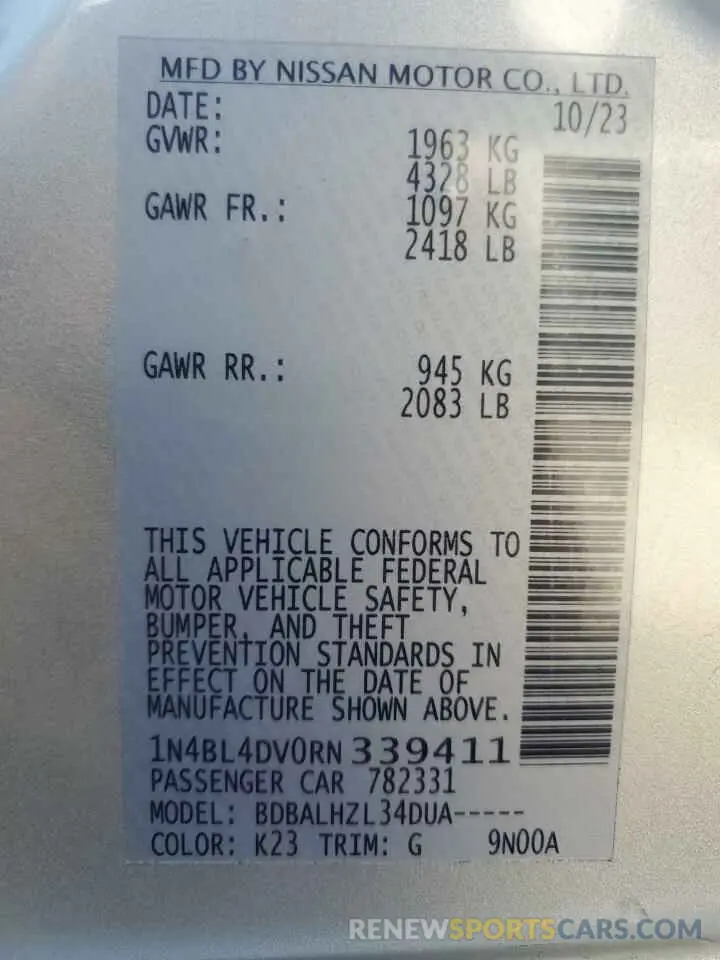 MFD BY NISSAN MOTOR CO., LTD.
DATE: 10/23
GVWR: 1963 KG
4328 LB
GAWR FR.: 1097 KG
2418 LB
GAWR RR.: 945 KG
2083 LB
THIS VEHICLE CONFORMS TO
ALL APPLICABLE FEDERAL
MOTOR VEHICLE SAFETY,
BUMPER, AND THEFT
PREVENTION STANDARDS IN
EFFECT ON THE DATE OF
MANUFACTURE SHOWN ABOVE.
1N4BL4DV0RN339411
PASSENGER CAR 782331
MODEL: BDBALHZL34DUA-----
COLOR: K23 TRIM: G 9N00A
RENEWSPORTSCARS.COM